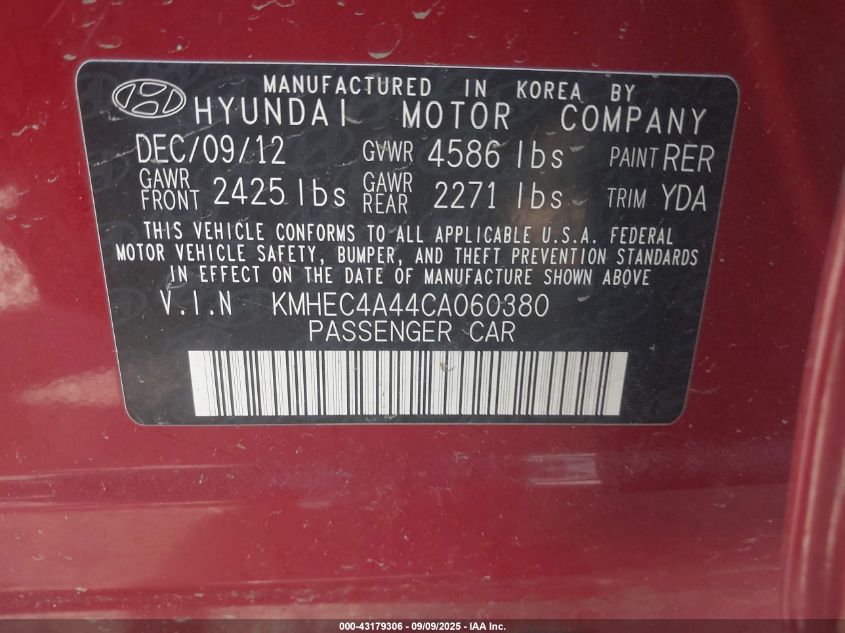 MANUFACTURED IN KOREA BY
HYUNDAI MOTOR COMPANY
DEC/09/12 GVWR 4586 lbs PAINT RER
GAWR FRONT 2425 lbs GAWR REAR 2271 lbs TRIM YDA
THIS VEHICLE CONFORMS TO ALL APPLICABLE U.S.A. FEDERAL
MOTOR VEHICLE SAFETY, BUMPER, AND THEFT PREVENTION STANDARDS
IN EFFECT ON THE DATE OF MANUFACTURE SHOWN ABOVE
V.I.N KMHEC4A44CA060380
PASSENGER CAR
000-43179306 - 09/09/2025 - IAA Inc.